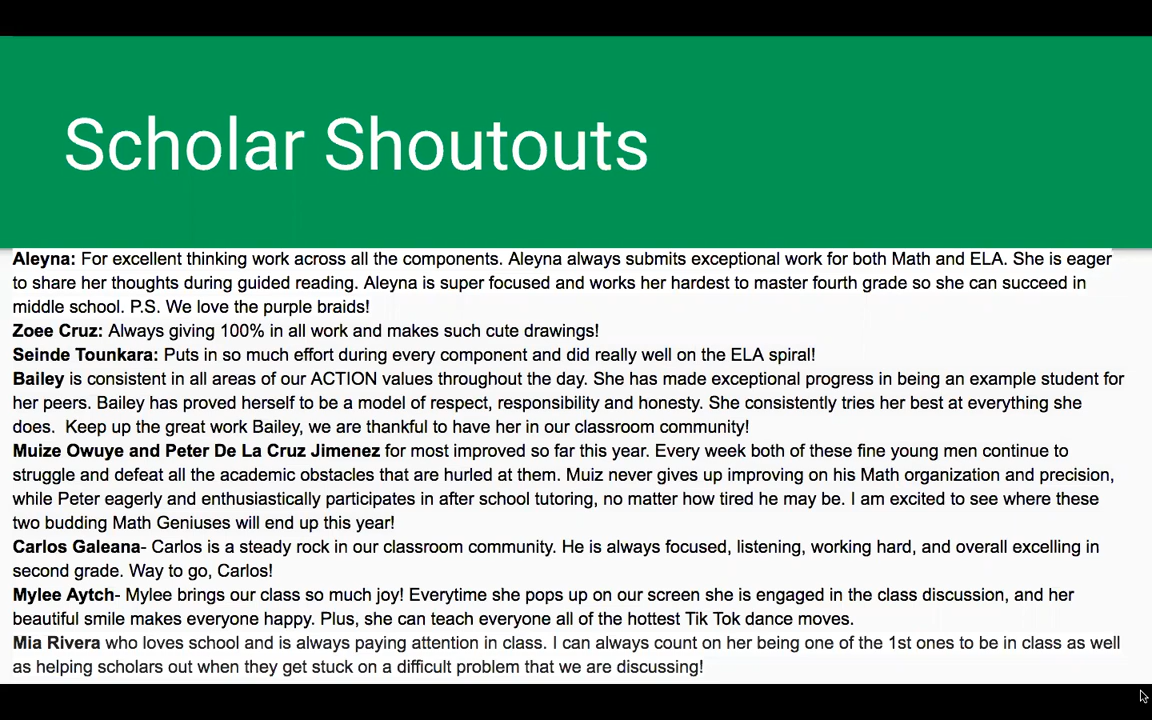 Scholar Shoutouts
Aleyna: For excellent thinking work across all the components. Aleyna always submits exceptional work for both Math and ELA. She is eager
to share her thoughts during guided reading. Aleyna is super focused and works her hardest to master fourth grade so she can succeed in
middle school. P.S. We love the purple braids!
Zoee Cruz: Always giving 100% in all work and makes such cute drawings!
Seinde Tounkara: Puts in so much effort during every component and did really well on the ELA spiral!
Bailey is consistent in all areas of our ACTION values throughout the day. She has made exceptional progress in being an example student for
her peers. Bailey has proved herself to be a model of respect, responsibility and honesty. She consistently tries her best at everything she
does.  Keep up the great work Bailey, we are thankful to have her in our classroom community!
Muize Owuye and Peter De La Cruz Jimenez for most improved so far this year. Every week both of these fine young men continue to
struggle and defeat all the academic obstacles that are hurled at them. Muiz never gives up improving on his Math organization and precision,
while Peter eagerly and enthusiastically participates in after school tutoring, no matter how tired he may be. I am excited to see where these
two budding Math Geniuses will end up this year!
Carlos Galeana- Carlos is a steady rock in our classroom community. He is always focused, listening, working hard, and overall excelling in
second grade. Way to go, Carlos!
Mylee Aytch- Mylee brings our class so much joy! Everytime she pops up on our screen she is engaged in the class discussion, and her
beautiful smile makes everyone happy. Plus, she can teach everyone all of the hottest Tik Tok dance moves.
Mia Rivera who loves school and is always paying attention in class. I can always count on her being one of the 1st ones to be in class as well
as helping scholars out when they get stuck on a difficult problem that we are discussing!